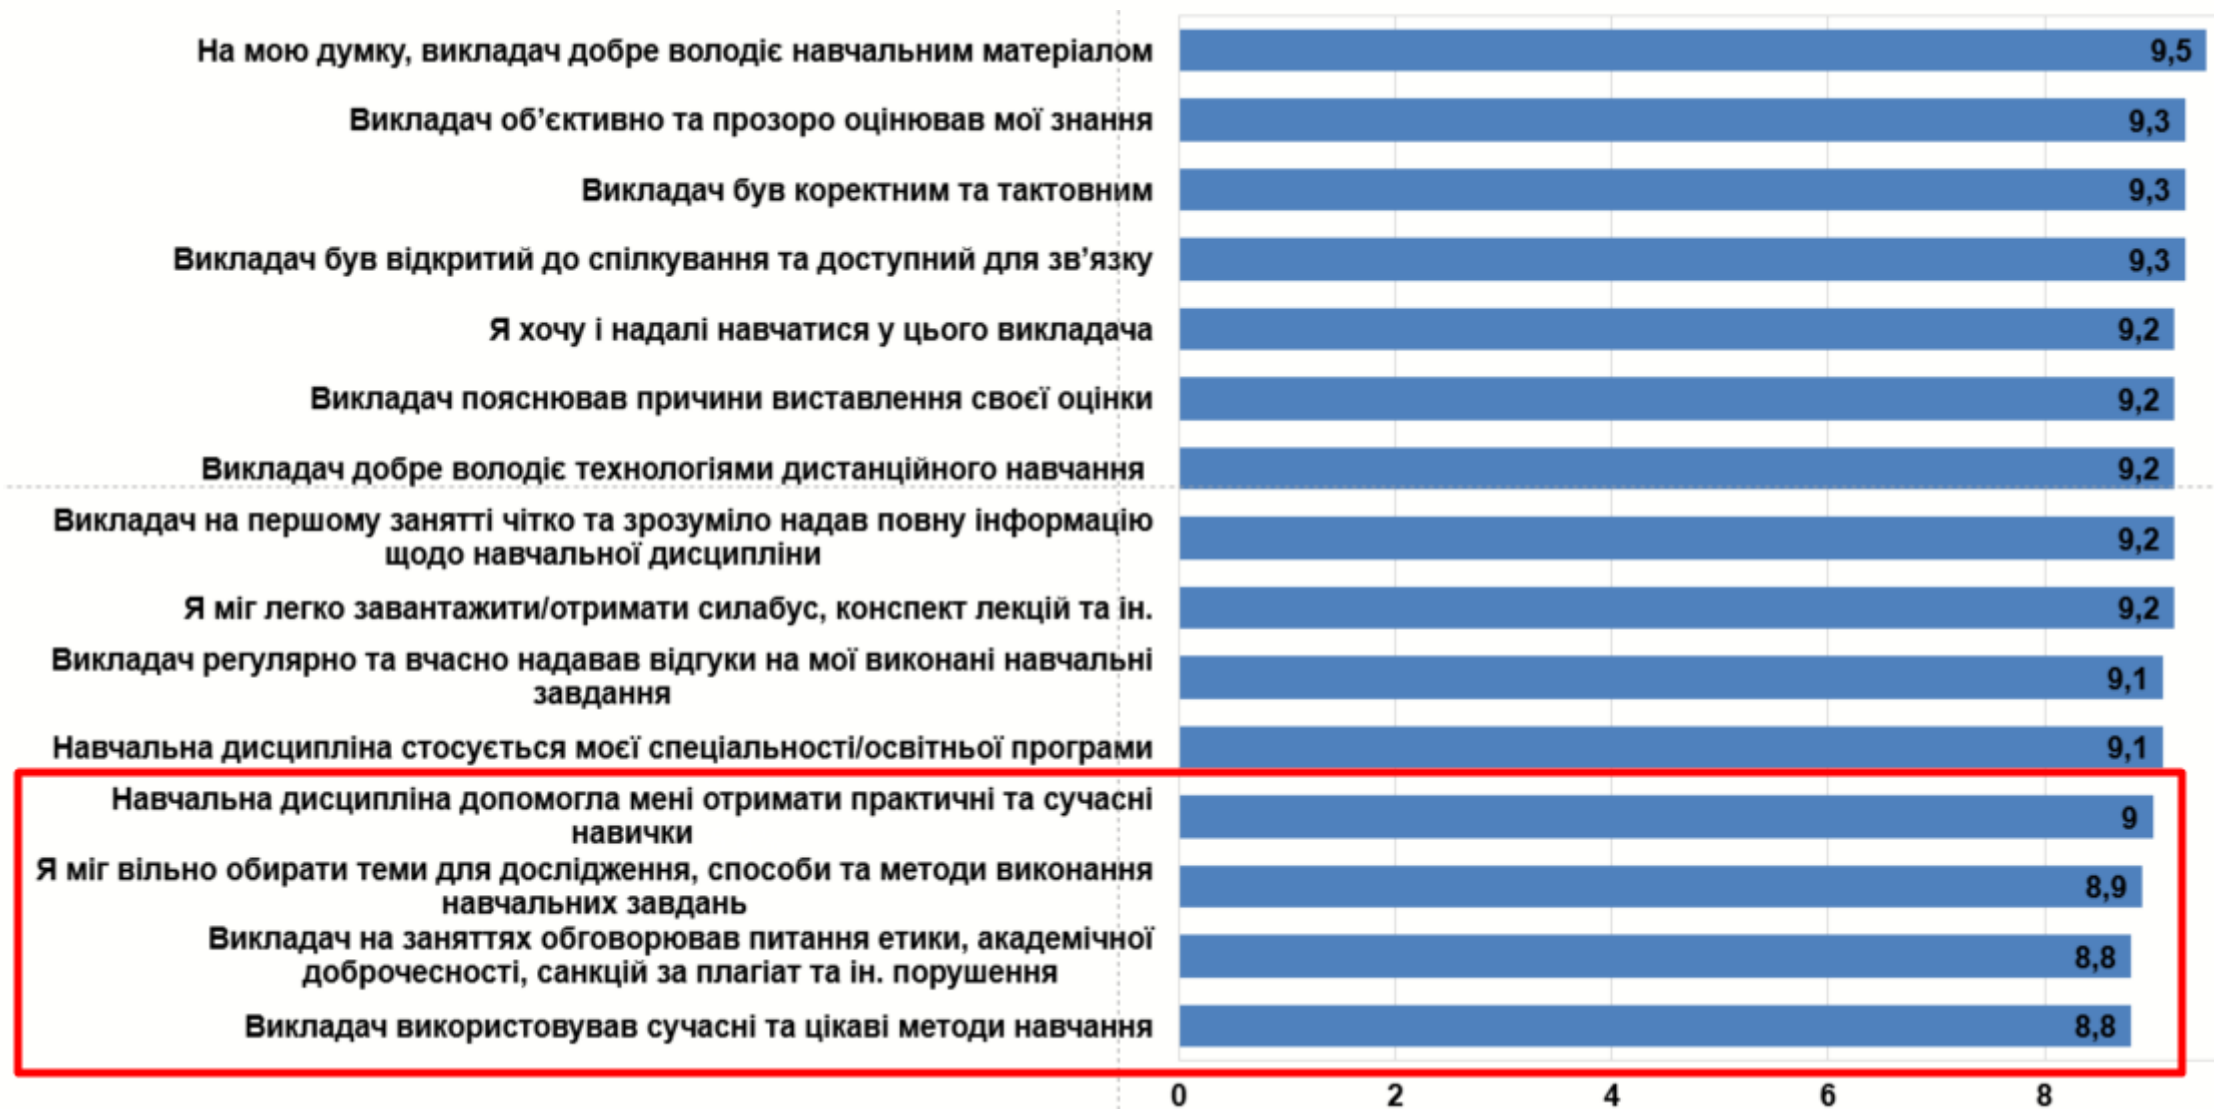 На мою думку, викладач добре володіє навчальним матеріалом
9,5
Викладач об’єктивно та прозоро оцінював мої знання
9,3
Викладач був коректним та тактовним
9,3
Викладач був відкритий до спілкування та доступний для зв’язку
9,3
Я хочу і надалі навчатися у цього викладача
9,2
Викладач пояснював причини виставлення своєї оцінки
9,2
Викладач добре володіє технологіями дистанційного навчання
9,2
Викладач на першому занятті чітко та зрозуміло надав повну інформацію
щодо навчальної дисципліни
9,2
Я міг легко завантажити/отримати силабус, конспект лекцій та ін.
9,2
Викладач регулярно та вчасно надавав відгуки на мої виконані навчальні
завдання
9,1
Навчальна дисципліна стосується моєї спеціальності/освітньої програми
9,1
Навчальна дисципліна допомогла мені отримати практичні та сучасні
навички
9
Я міг вільно обирати теми для дослідження, способи та методи виконання
навчальних завдань
8,9
Викладач на заняттях обговорював питання етики, академічної
доброчесності, санкцій за плагіат та ін. порушення
8,8
Викладач використовував сучасні та цікаві методи навчання
8,8
0 2 4 6 8